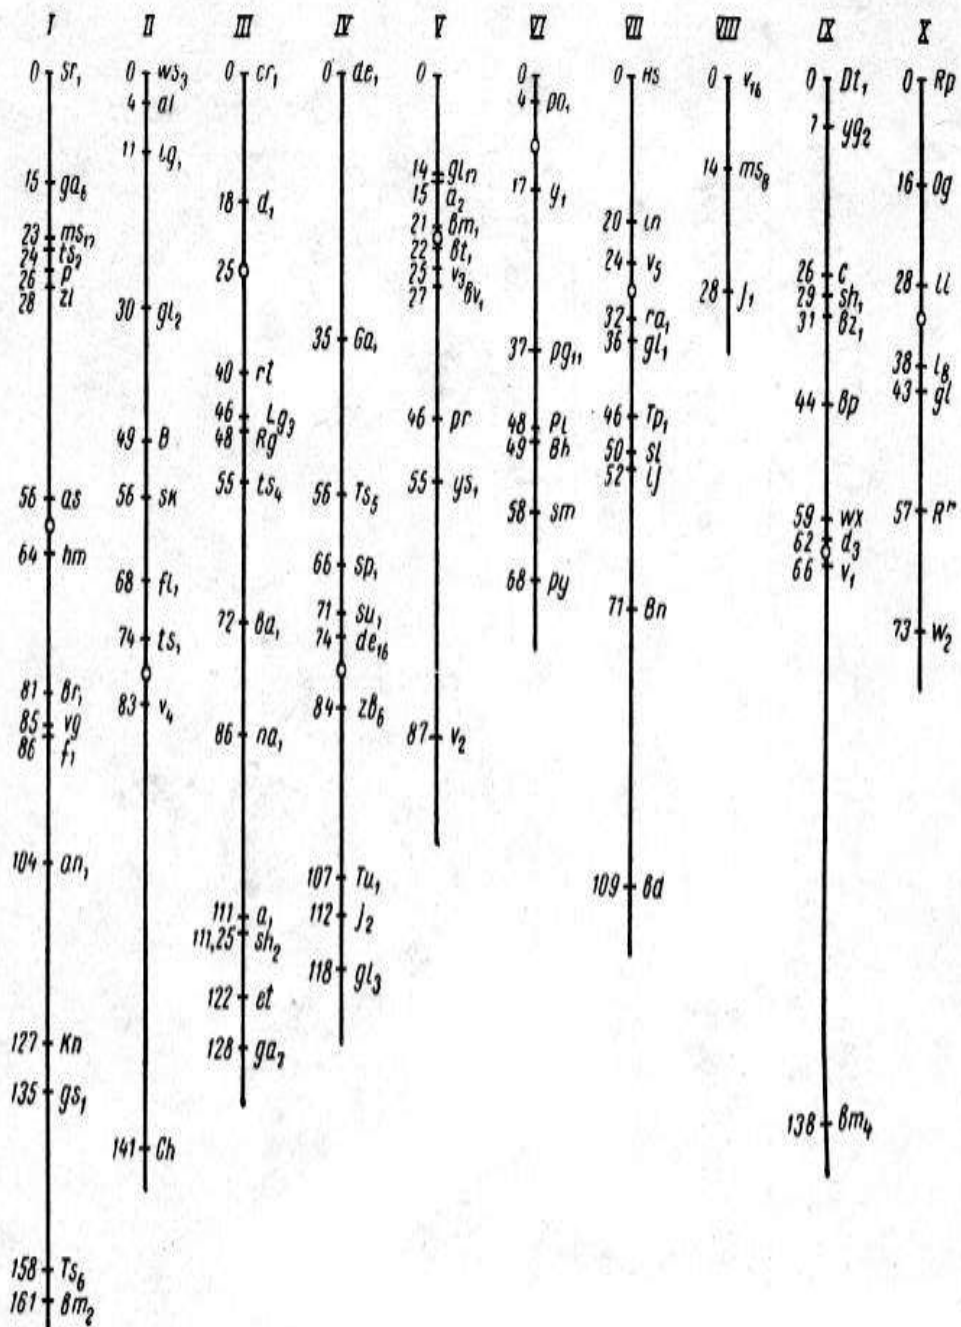 I II III IV V VI VII VIII IX X
0 sr₁
15 ga₆
23 ms₁₇
24 ts₂
26 P
28 zl
56 as
64 hm
81 br₁
85 vg
86 f₁
104 an₁
127 Kn
135 gs₁
158 Ts₆
161 bm₂
0 ws₃
4 al
11 lg₁
30 gl₂
49 B
56 sk
68 fl₁
74 ts₁
83 v₄
141 Ch
0 cr₁
18 d₁
25
40 rt
46 Lg₃
48 Rg
55 ts₄
72 ba₁
86 na₁
111 a₁
111,25 sh₂
122 et
128 ga₇
0 de₁
35 Ga₁
56 Ts₅
66 sp₁
71 su₁
74 de₁₆
84 zb₆
107 Tu₁
112 j₂
118 gl₃
0
14 gl₁₇
15 a₂
21 bm₁
22 bt₁
25 v₃
27 bv₁
46 pr
55 ys₁
87 v₂
0
4 po₁
17 y₁
37 pg₁₁
48 Pl
49 Bh
58 sm
68 py
0 Hs
20 in
24 v₅
32 ra₁
36 gl₁
46 Tp₁
50 sl
52 ij
71 Bn
109 bd
0 v₁₆
14 ms₈
28 j₁
0 Dt₁
7 yg₂
26 C
29 sh₁
31 bz₁
44 bp
59 wx
62 d₃
66 v₁
138 bm₄
0 Rp
16 Og
28 li
38 l₈
43 gl
57 Rʳ
73 w₂